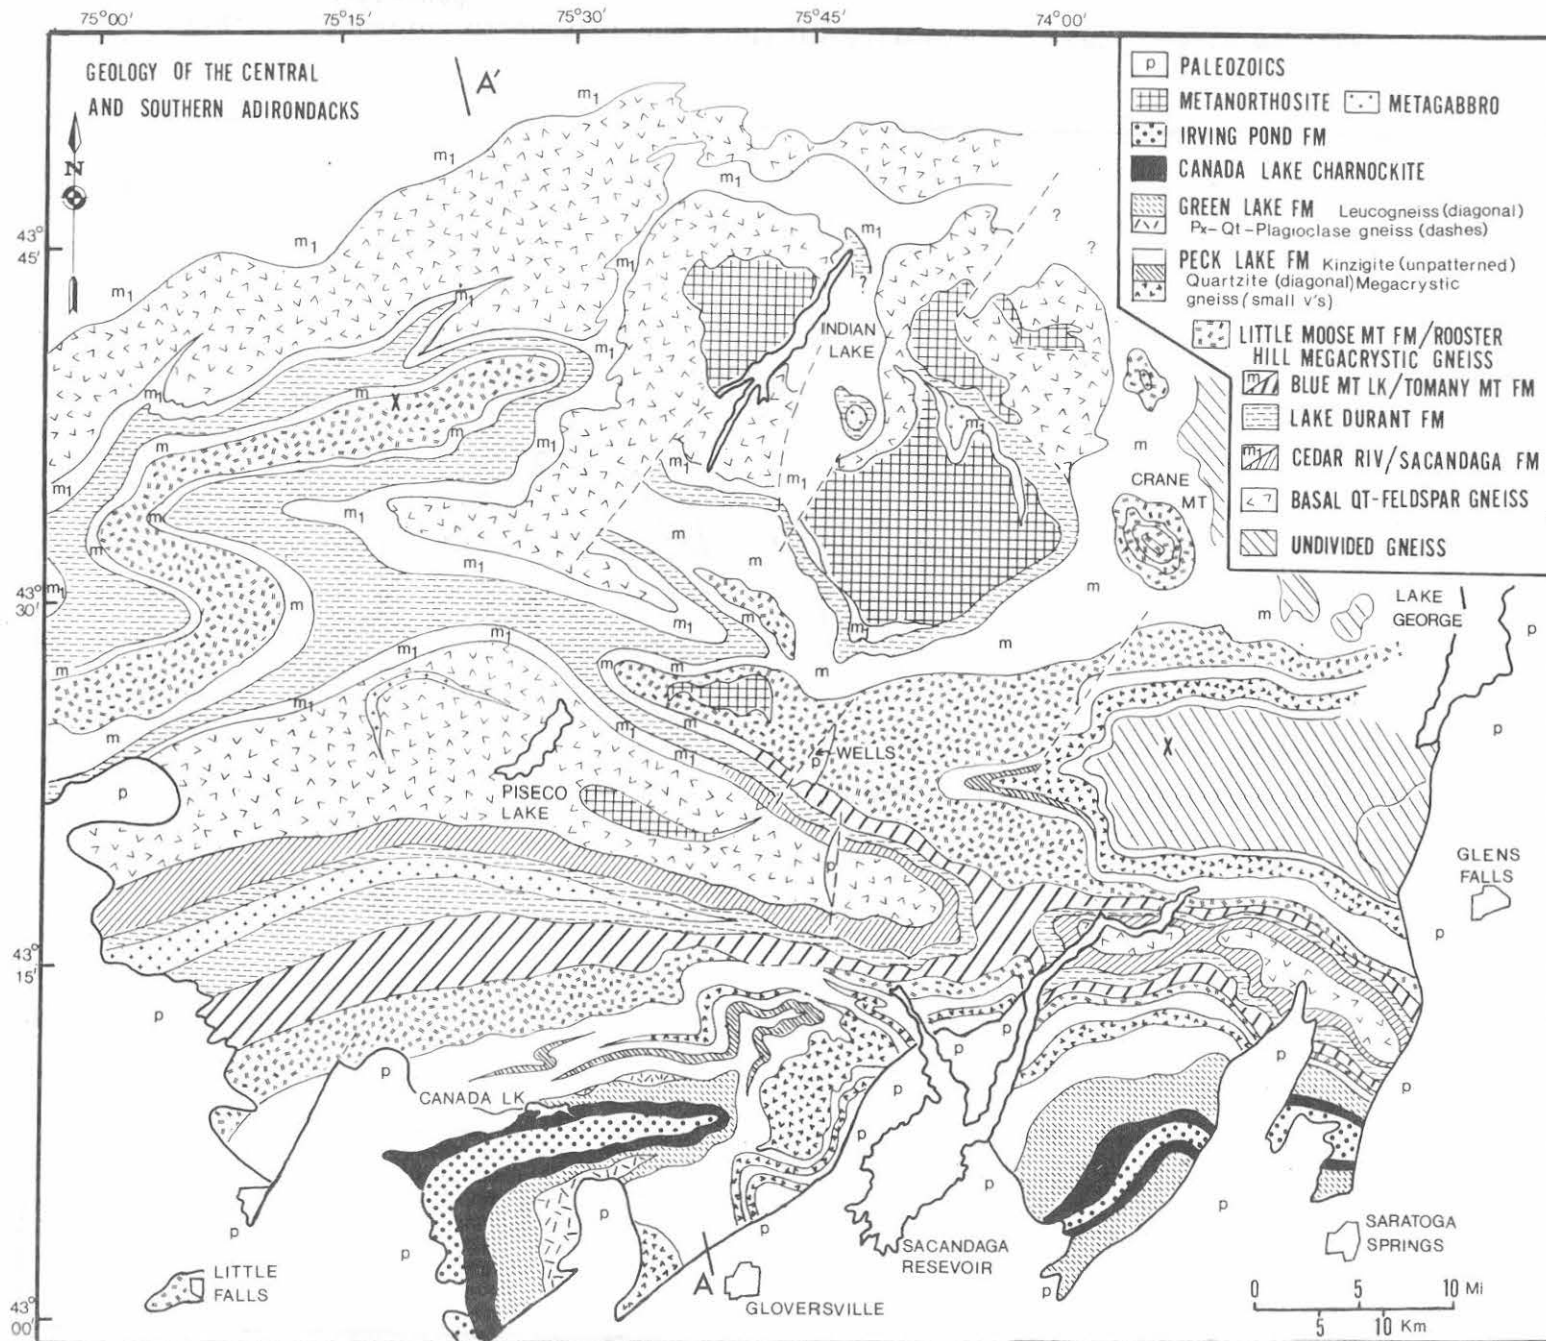 75°00'
75°15'
75°30'
75°45'
74°00'
GEOLOGY OF THE CENTRAL
AND SOUTHERN ADIRONDACKS
A'
N
43°
45'
43°
30'
43°
15'
43°
00'
p PALEOZOICS
METANORTHOSITE METAGABBRO
IRVING POND FM
CANADA LAKE CHARNOCKITE
GREEN LAKE FM Leucogneiss (diagonal)
Px-Qt-Plagioclase gneiss (dashes)
PECK LAKE FM Kinzigite (unpatterned)
Quartzite (diagonal) Megacrystic
gneiss (small v's)
LITTLE MOOSE MT FM/ROOSTER
HILL MEGACRYSTIC GNEISS
m BLUE MT LK/TOMANY MT FM
LAKE DURANT FM
m1 CEDAR RIV/SACANDAGA FM
BASAL QT-FELDSPAR GNEISS
UNDIVIDED GNEISS
INDIAN
LAKE
CRANE
MT
LAKE
GEORGE
WELLS
PISECO
LAKE
GLENS
FALLS
CANADA LK
SACANDAGA
RESEVOIR
SARATOGA
SPRINGS
LITTLE
FALLS
A
GLOVERSVILLE
0 5 10 Mi
5 10 Km